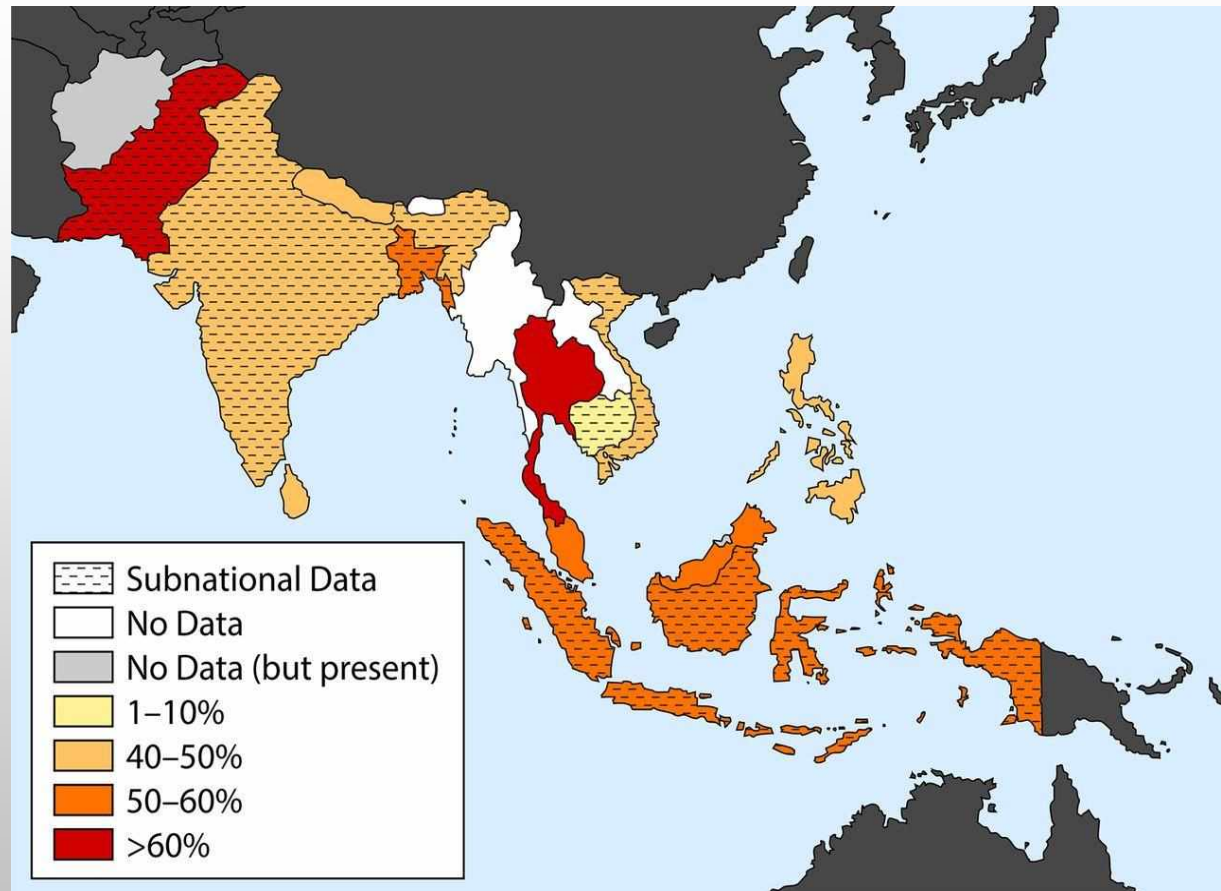 Subnational Data
No Data
No Data (but present)
1–10%
40–50%
50–60%
>60%